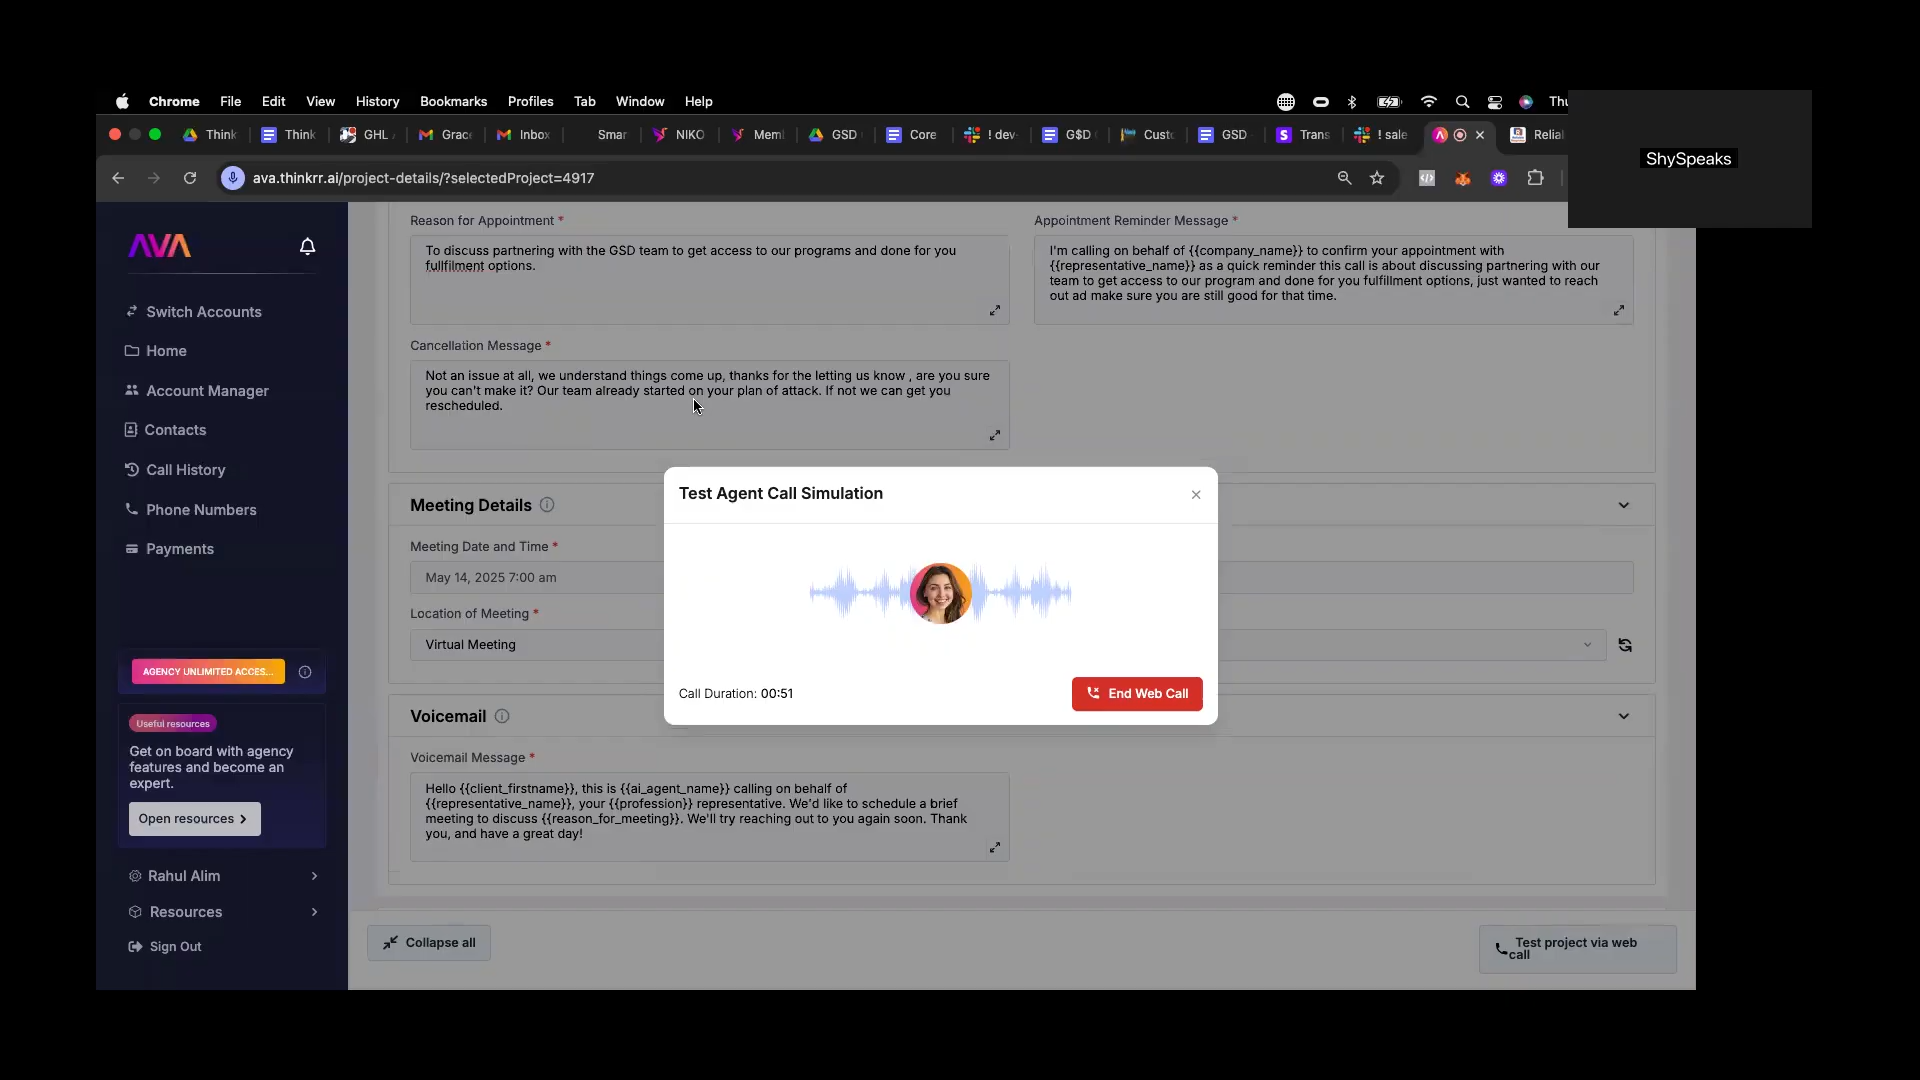 Chrome File Edit View History Bookmarks Profiles Tab Window Help Thu
Think Think GHL Grac Inbox Smar NIKO Mem GSD Core ! dev- G$D Cust GSD Trans ! sale Relia
ava.thinkrr.ai/project-details/?selectedProject=4917
ShySpeaks
AVA
Switch Accounts
Home
Account Manager
Contacts
Call History
Phone Numbers
Payments
AGENCY UNLIMITED ACCES...
Useful resources
Get on board with agency
features and become an
expert.
Open resources
Rahul Alim
Resources
Sign Out
Reason for Appointment *
To discuss partnering with the GSD team to get access to our programs and done for you
fullfilment options.
Appointment Reminder Message *
I'm calling on behalf of {{company_name}} to confirm your appointment with
{{representative_name}} as a quick reminder this call is about discussing partnering with our
team to get access to our program and done for you fulfillment options, just wanted to reach
out ad make sure you are still good for that time.
Cancellation Message *
Not an issue at all, we understand things come up, thanks for the letting us know , are you sure
you can't make it? Our team already started on your plan of attack. If not we can get you
rescheduled.
Meeting Details
Meeting Date and Time *
May 14, 2025 7:00 am
Location of Meeting *
Virtual Meeting
Test Agent Call Simulation
Call Duration: 00:51
End Web Call
Voicemail
Voicemail Message *
Hello {{client_firstname}}, this is {{ai_agent_name}} calling on behalf of
{{representative_name}}, your {{profession}} representative. We'd like to schedule a brief
meeting to discuss {{reason_for_meeting}}. We'll try reaching out to you again soon. Thank
you, and have a great day!
Collapse all
Test project via web
call